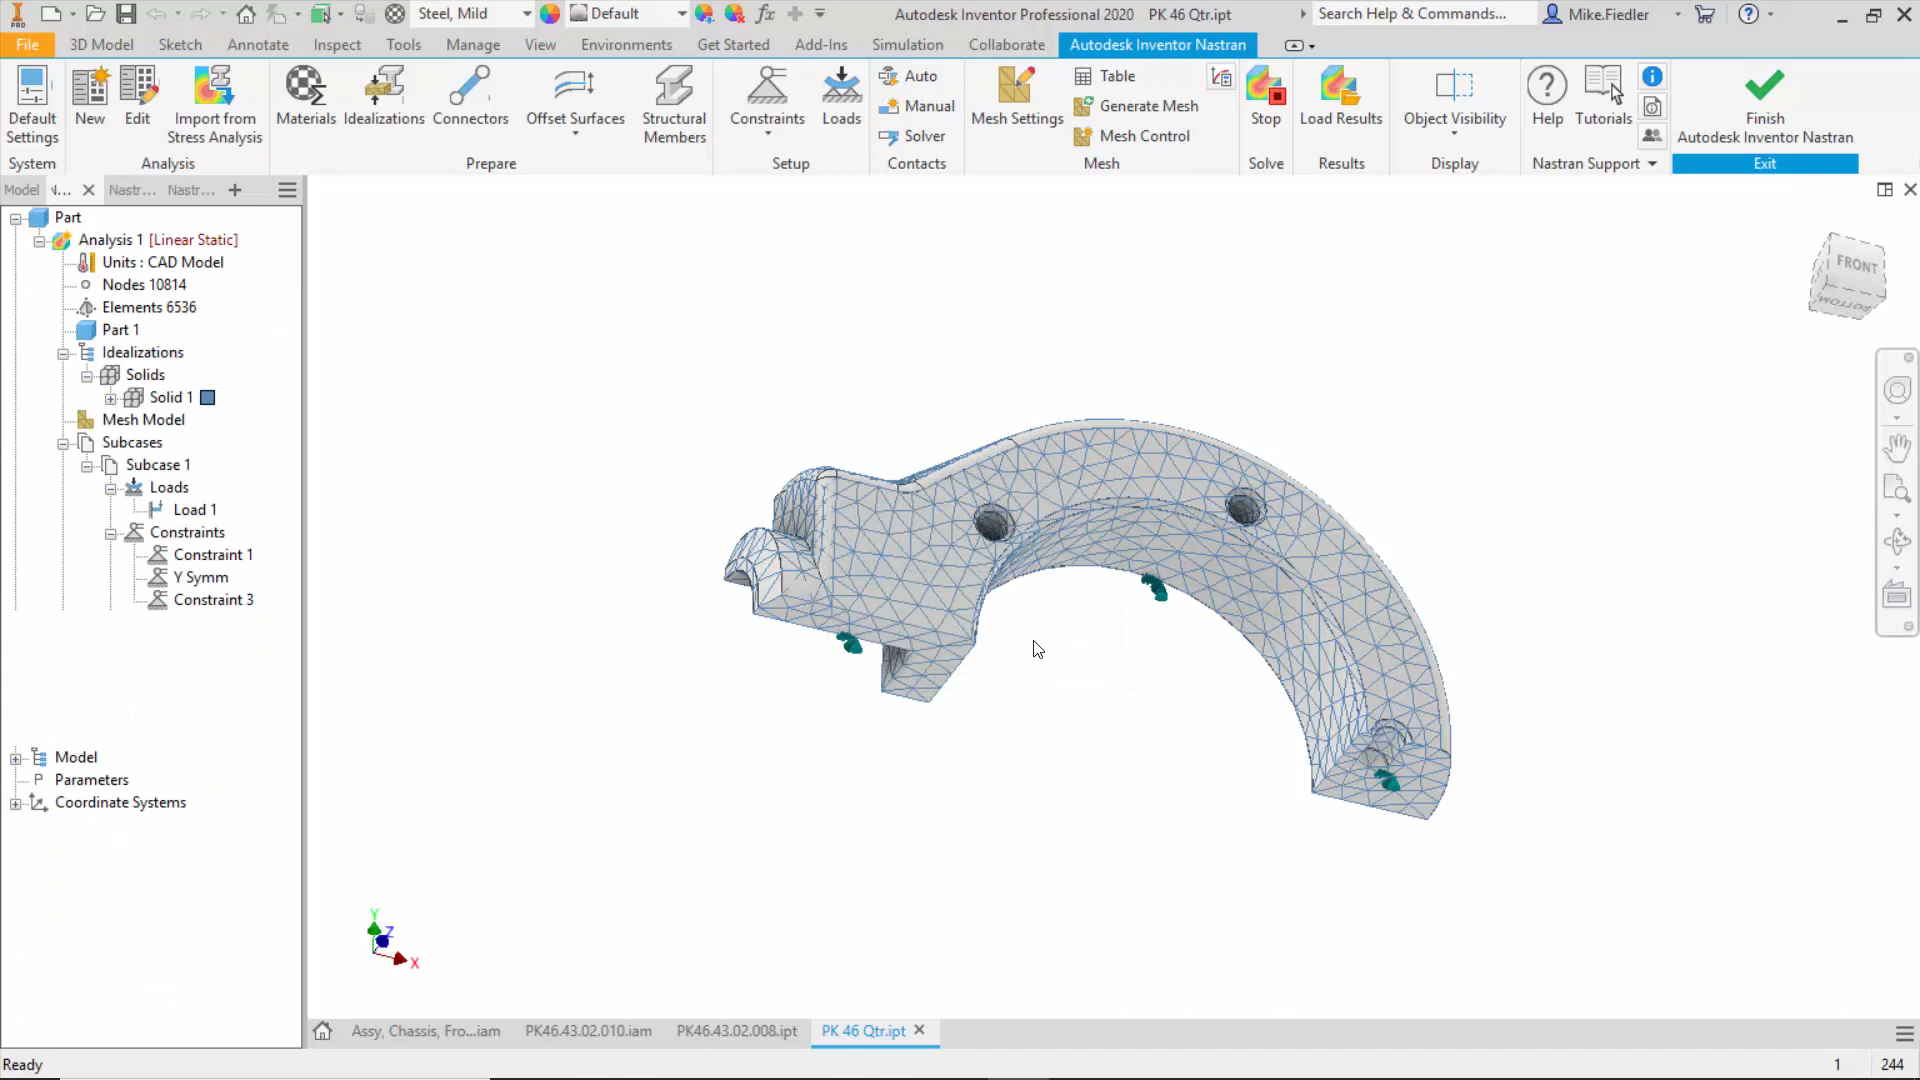 PRO
Steel, Mild
Default
fx
Autodesk Inventor Professional 2020 PK 46 Qtr.ipt
Search Help & Commands...
Mike.Fiedler
File 3D Model Sketch Annotate Inspect Tools Manage View Environments Get Started Add-Ins Simulation Collaborate Autodesk Inventor Nastran
Default Settings
New
Edit
Import from Stress Analysis
Materials
Idealizations
Connectors
Offset Surfaces
Structural Members
Constraints
Loads
Auto
Manual
Solver
Mesh Settings
Table
Generate Mesh
Mesh Control
Stop
Load Results
Object Visibility
Help
Tutorials
Finish
Autodesk Inventor Nastran
System Analysis Prepare Setup Contacts Mesh Solve Results Display Nastran Support Exit
Model N... Nastr... Nastr...
Part
Analysis 1 [Linear Static]
Units : CAD Model
Nodes 10814
Elements 6536
Part 1
Idealizations
Solids
Solid 1
Mesh Model
Subcases
Subcase 1
Loads
Load 1
Constraints
Constraint 1
Y Symm
Constraint 3
Model
P Parameters
Coordinate Systems
FRONT
BOTTOM
Y
Z
X
Assy, Chassis, Fro...iam PK46.43.02.010.iam PK46.43.02.008.ipt PK 46 Qtr.ipt
Ready 1 244